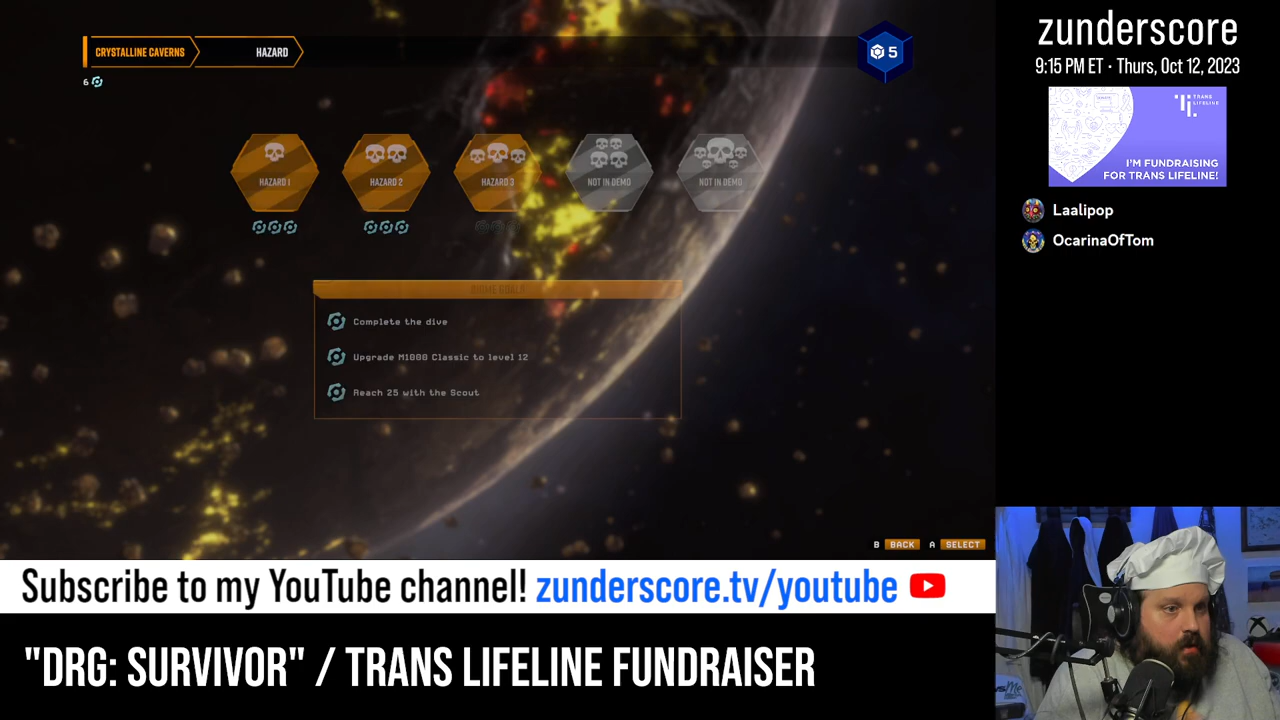 CRYSTALLINE CAVERNS
HAZARD
5
6
HAZARD 1
HAZARD 2
HAZARD 3
NOT IN DEMO
NOT IN DEMO
Complete the dive
Upgrade M1000 Classic to level 12
Reach 25 with the Scout
B BACK A SELECT
zunderscore
9:15 PM ET · Thurs, Oct 12, 2023
TRANS
LIFELINE
I'M FUNDRAISING
FOR TRANS LIFELINE!
Laalipop
OcarinaOfTom
Subscribe to my YouTube channel! zunderscore.tv/youtube
"DRG: SURVIVOR" / TRANS LIFELINE FUNDRAISER